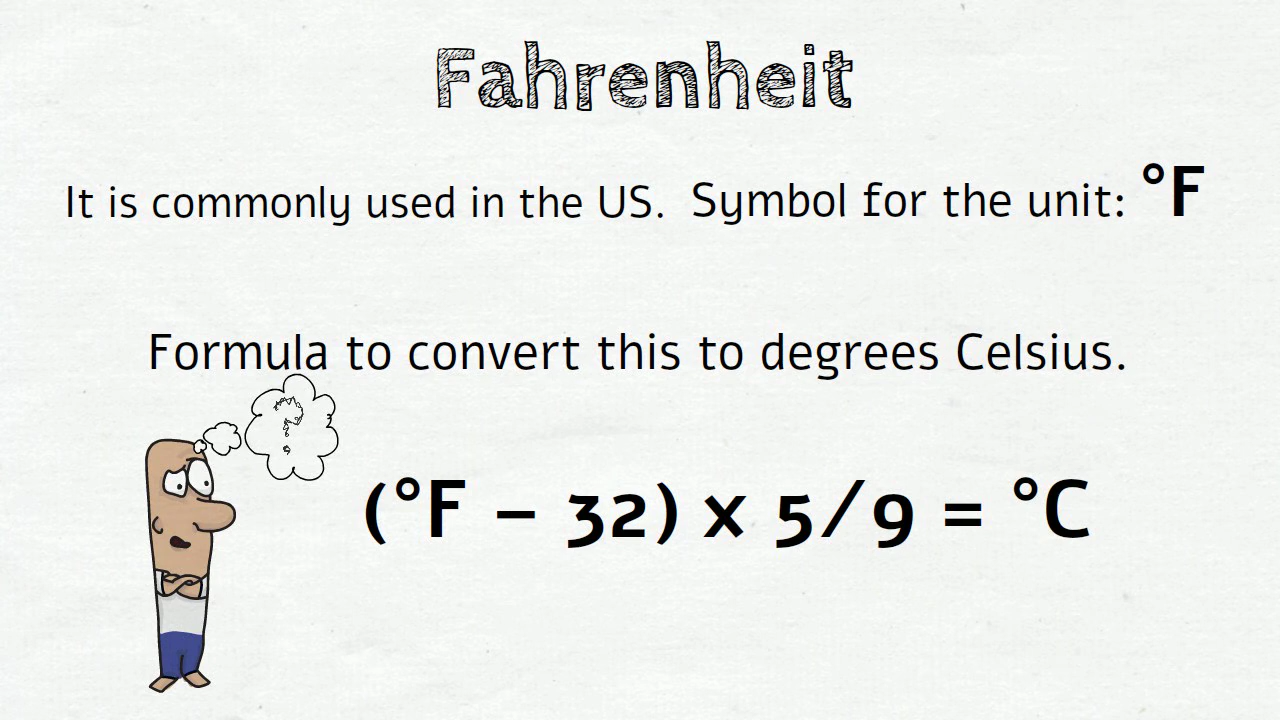 Fahrenheit
It is commonly used in the US. Symbol for the unit: °F
Formula to convert this to degrees Celsius.
?
(°F – 32) x 5/9 = °C